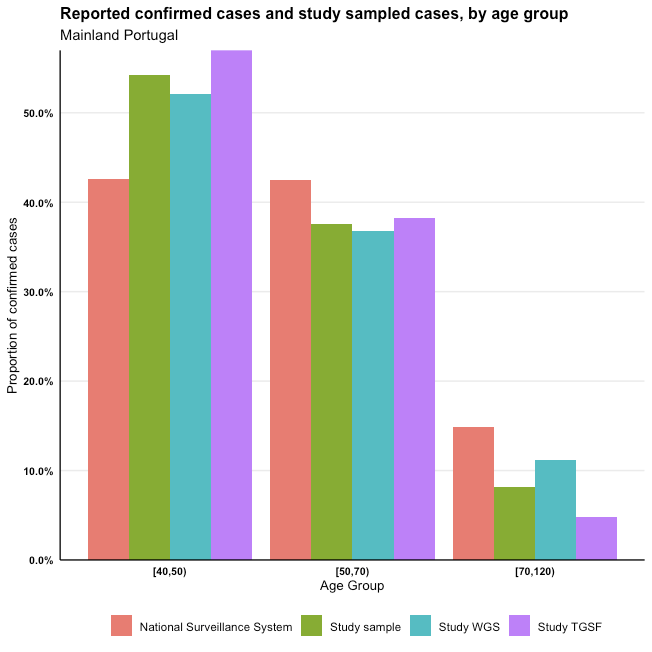 Reported confirmed cases and study sampled cases, by age group
Mainland Portugal
Proportion of confirmed cases
50.0%
40.0%
30.0%
20.0%
10.0%
0.0%
[40,50) [50,70) [70,120)
Age Group
National Surveillance System Study sample Study WGS Study TGSF